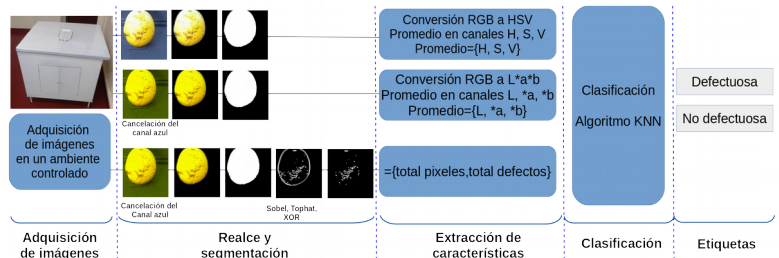 Conversión RGB a HSV
Promedio en canales H, S, V
Promedio={H, S, V}
Conversión RGB a L*a*b
Promedio en canales L, *a, *b
Promedio={L, *a, *b}
Clasificación
Algoritmo KNN
Defectuosa
No defectuosa
Adquisición
de imágenes
en un ambiente
controlado
Cancelación del
canal azul
={total pixeles,total defectos}
Cancelación del
Canal azul
Sobel, Tophat,
XOR
Adquisición
de imágenes
Realce y
segmentación
Extracción de
características
Clasificación
Etiquetas